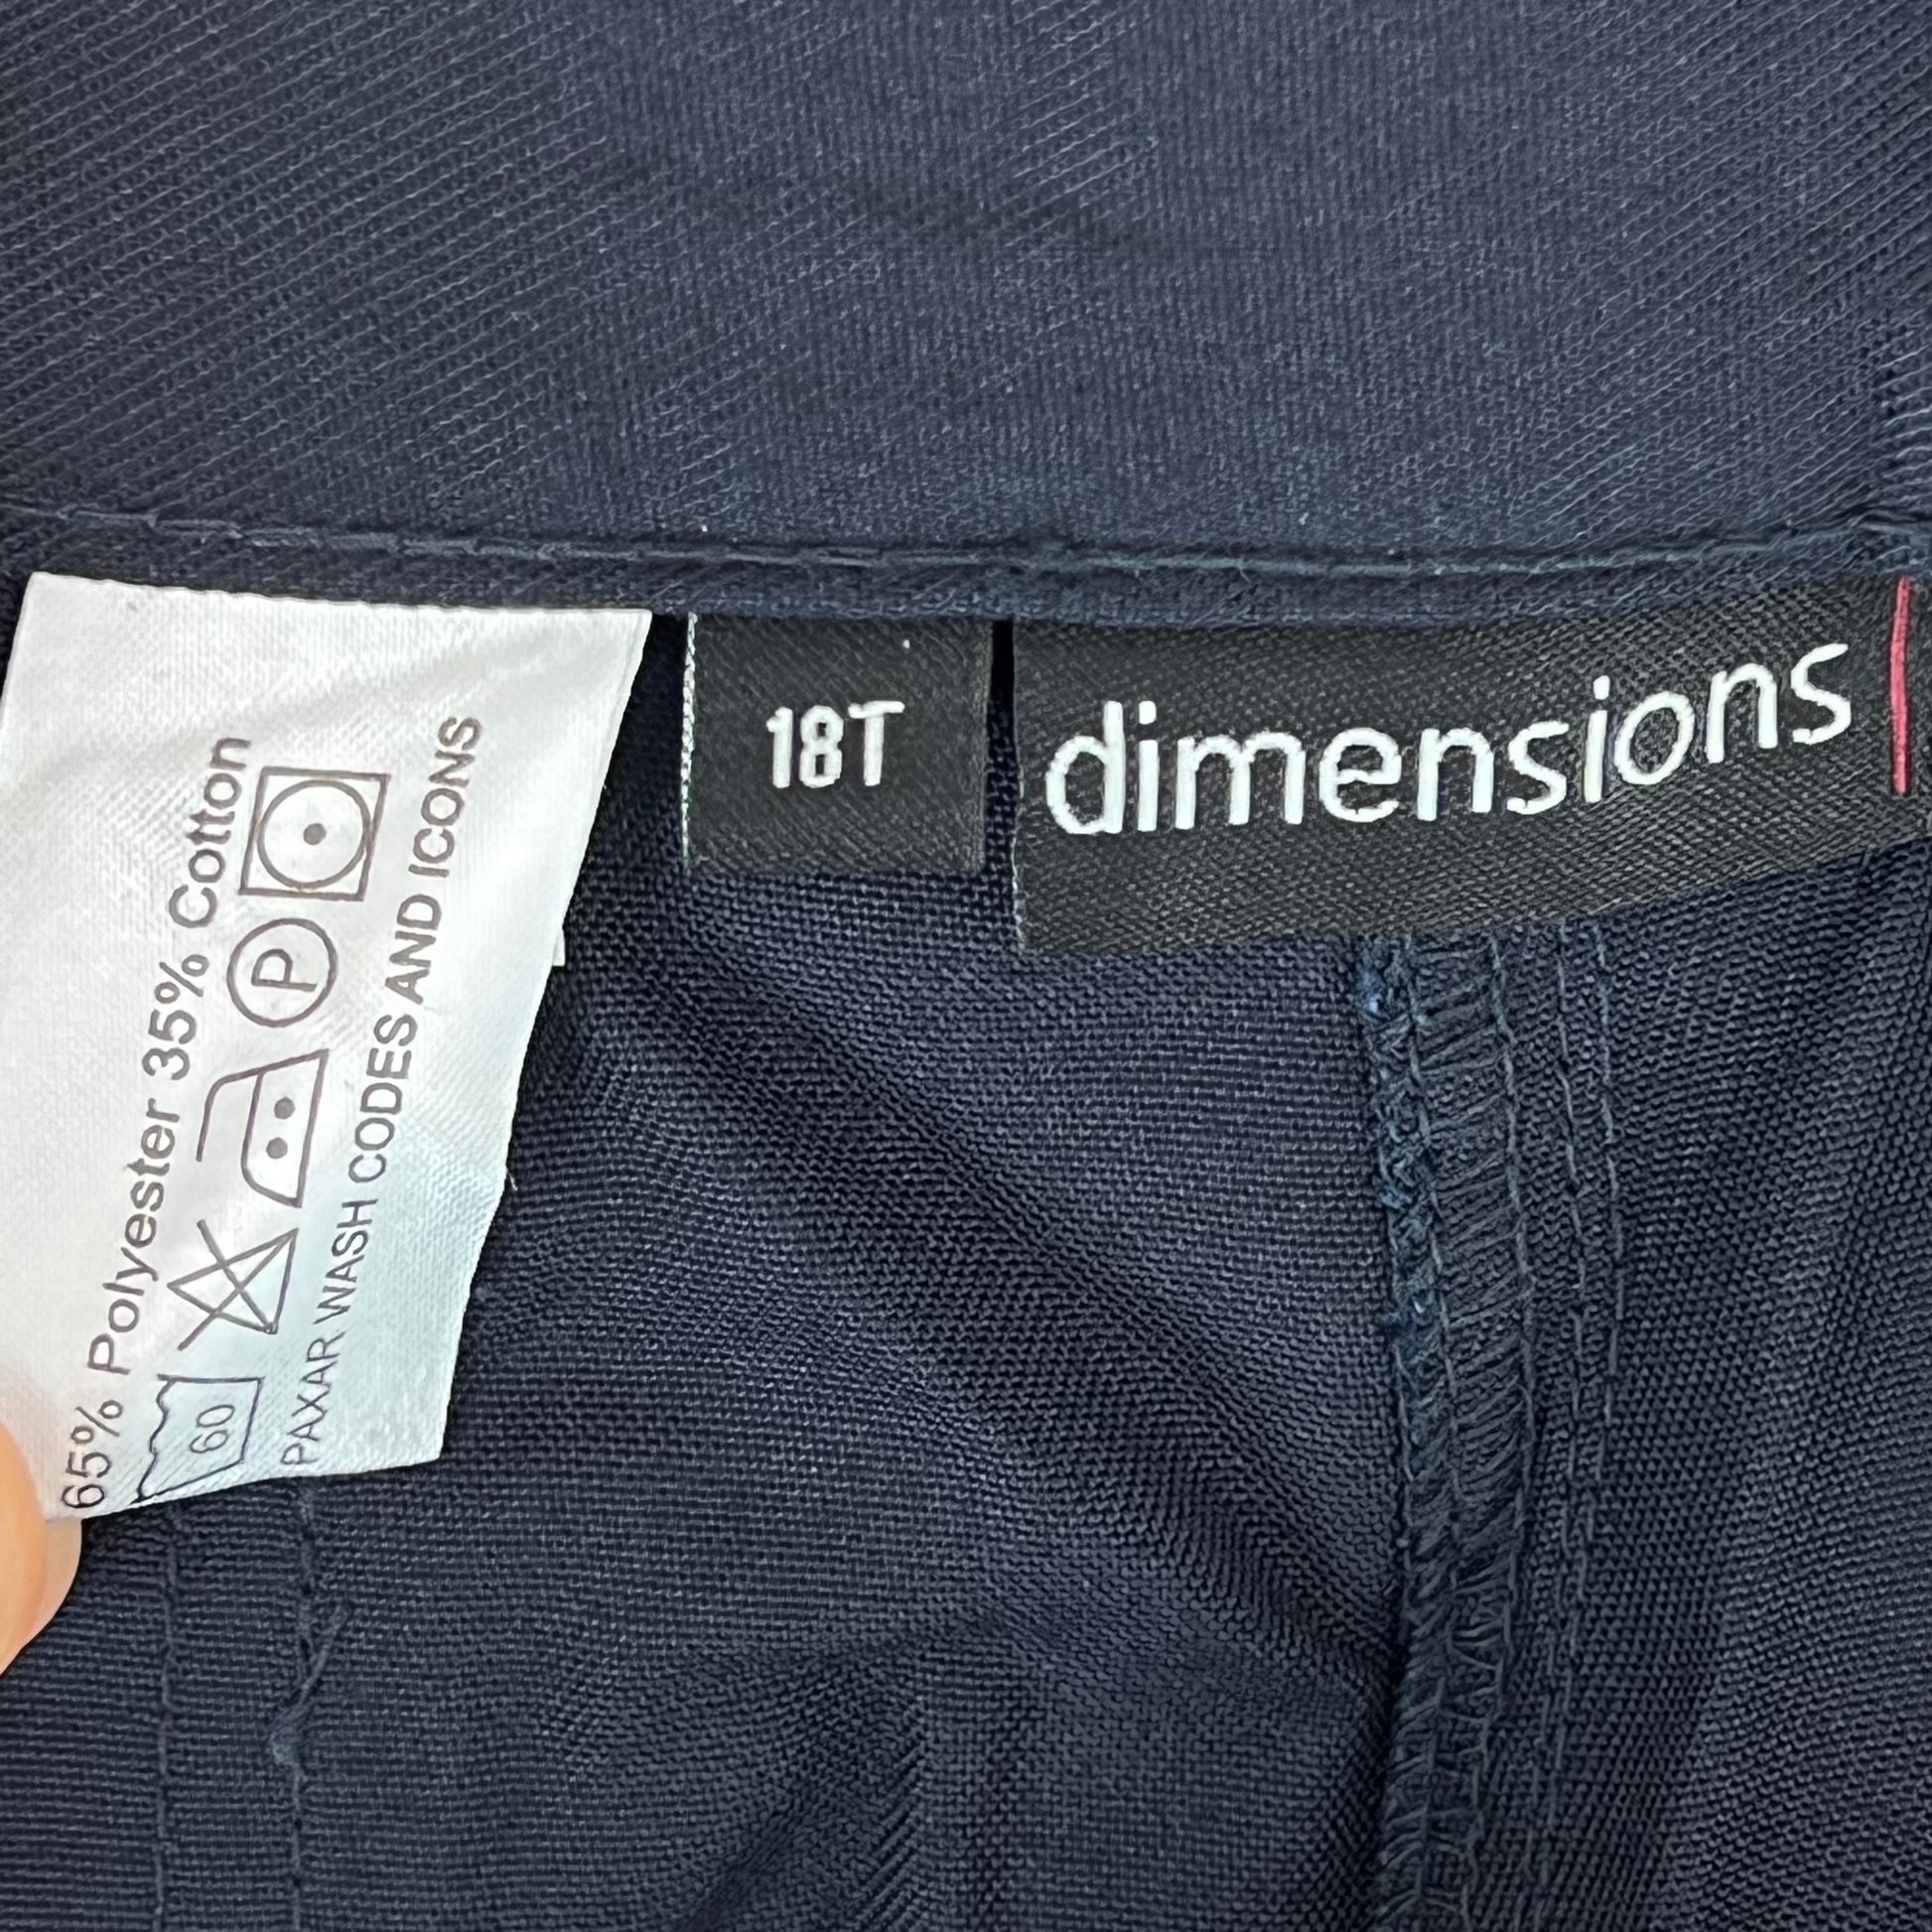 65% Polyester 35% Cotton
60
P
PAXAR WASH CODES AND ICONS
18T
dimensions